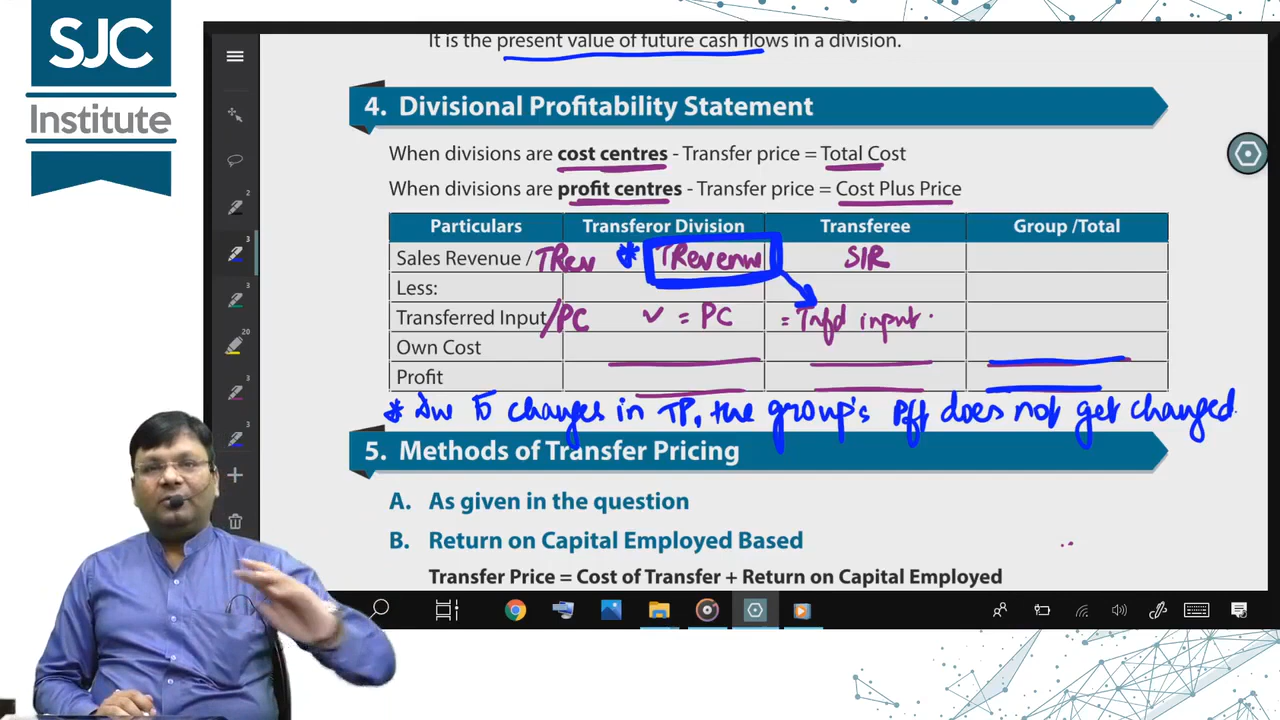 SJC
Institute
It is the present value of future cash flows in a division.
4. Divisional Profitability Statement
When divisions are cost centres - Transfer price = Total Cost
When divisions are profit centres - Transfer price = Cost Plus Price
Particulars Transferor Division Transferee Group /Total
Sales Revenue / TRev * TRevenue SIR
Less:
Transferred Input/PC ✓ = PC = Tnfd input.
Own Cost
Profit
* Due to changes in TP, the group's Pft does not get changed.
5. Methods of Transfer Pricing
A. As given in the question
B. Return on Capital Employed Based
Transfer Price = Cost of Transfer + Return on Capital Employed